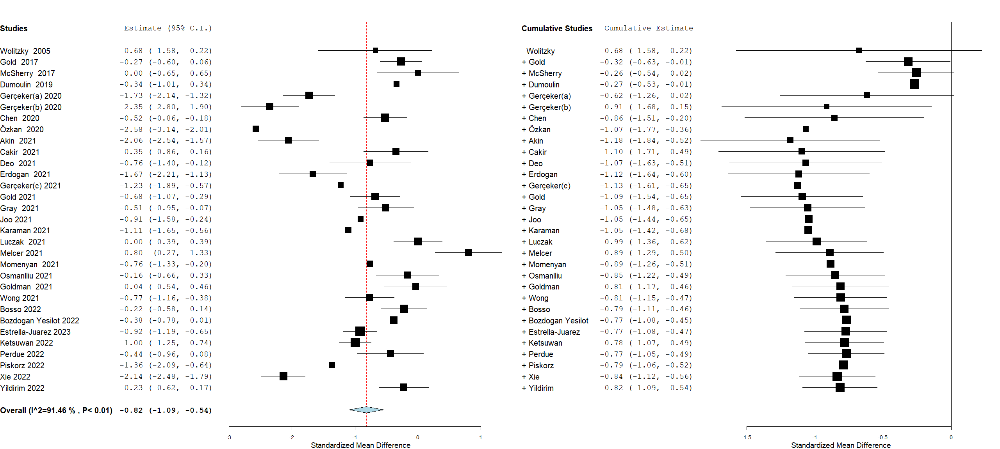 Studies Estimate (95% C.I.) Cumulative Studies Cumulative Estimate
Wolitzky 2005 -0.68 (-1.58, 0.22) Wolitzky -0.68 (-1.58, 0.22)
Gold 2017 -0.27 (-0.60, 0.06) + Gold -0.32 (-0.63, -0.01)
McSherry 2017 0.00 (-0.65, 0.65) + McSherry -0.26 (-0.54, 0.02)
Dumoulin 2019 -0.34 (-1.01, 0.34) + Dumoulin -0.27 (-0.53, -0.01)
Gerçeker(a) 2020 -1.73 (-2.14, -1.32) + Gerçeker(a) -0.62 (-1.26, 0.02)
Gerçeker(b) 2020 -2.35 (-2.80, -1.90) + Gerçeker(b) -0.91 (-1.68, -0.15)
Chen 2020 -0.52 (-0.86, -0.18) + Chen -0.86 (-1.51, -0.20)
Özkan 2020 -2.58 (-3.14, -2.01) + Özkan -1.07 (-1.77, -0.36)
Akin 2021 -2.06 (-2.54, -1.57) + Akin -1.18 (-1.84, -0.52)
Cakir 2021 -0.35 (-0.86, 0.16) + Cakir -1.10 (-1.71, -0.49)
Deo 2021 -0.76 (-1.40, -0.12) + Deo -1.07 (-1.63, -0.51)
Erdogan 2021 -1.67 (-2.21, -1.13) + Erdogan -1.12 (-1.64, -0.60)
Gerçeker(c) 2021 -1.23 (-1.89, -0.57) + Gerçeker(c) -1.13 (-1.61, -0.65)
Gold 2021 -0.68 (-1.07, -0.29) + Gold -1.09 (-1.54, -0.65)
Gray 2021 -0.51 (-0.95, -0.07) + Gray -1.05 (-1.48, -0.63)
Joo 2021 -0.91 (-1.58, -0.24) + Joo -1.05 (-1.44, -0.65)
Karaman 2021 -1.11 (-1.65, -0.56) + Karaman -1.05 (-1.42, -0.68)
Luczak 2021 0.00 (-0.39, 0.39) + Luczak -0.99 (-1.36, -0.62)
Melcer 2021 0.80 (0.27, 1.33) + Melcer -0.89 (-1.29, -0.50)
Momenyan 2021 -0.76 (-1.33, -0.20) + Momenyan -0.89 (-1.26, -0.51)
Osmanlliu 2021 -0.16 (-0.66, 0.33) + Osmanlliu -0.85 (-1.22, -0.49)
Goldman 2021 -0.04 (-0.54, 0.46) + Goldman -0.81 (-1.17, -0.46)
Wong 2021 -0.77 (-1.16, -0.38) + Wong -0.81 (-1.15, -0.47)
Bosso 2022 -0.22 (-0.58, 0.14) + Bosso -0.79 (-1.11, -0.46)
Bozdogan Yesilot 2022 -0.38 (-0.78, 0.01) + Bozdogan Yesilot -0.77 (-1.08, -0.45)
Estrella-Juarez 2023 -0.92 (-1.19, -0.65) + Estrella-Juarez -0.77 (-1.08, -0.47)
Ketsuwan 2022 -1.00 (-1.25, -0.74) + Ketsuwan -0.78 (-1.07, -0.49)
Perdue 2022 -0.44 (-0.96, 0.08) + Perdue -0.77 (-1.05, -0.49)
Piskorz 2022 -1.36 (-2.09, -0.64) + Piskorz -0.79 (-1.06, -0.52)
Xie 2022 -2.14 (-2.48, -1.79) + Xie -0.84 (-1.12, -0.56)
Yildirim 2022 -0.23 (-0.62, 0.17) + Yildirim -0.82 (-1.09, -0.54)
Overall (I^2=91.46 % , P< 0.01) -0.82 (-1.09, -0.54)
-3 -2 -1 0 1 -1.5 -1 -0.5 0
Standardized Mean Difference Standardized Mean Difference